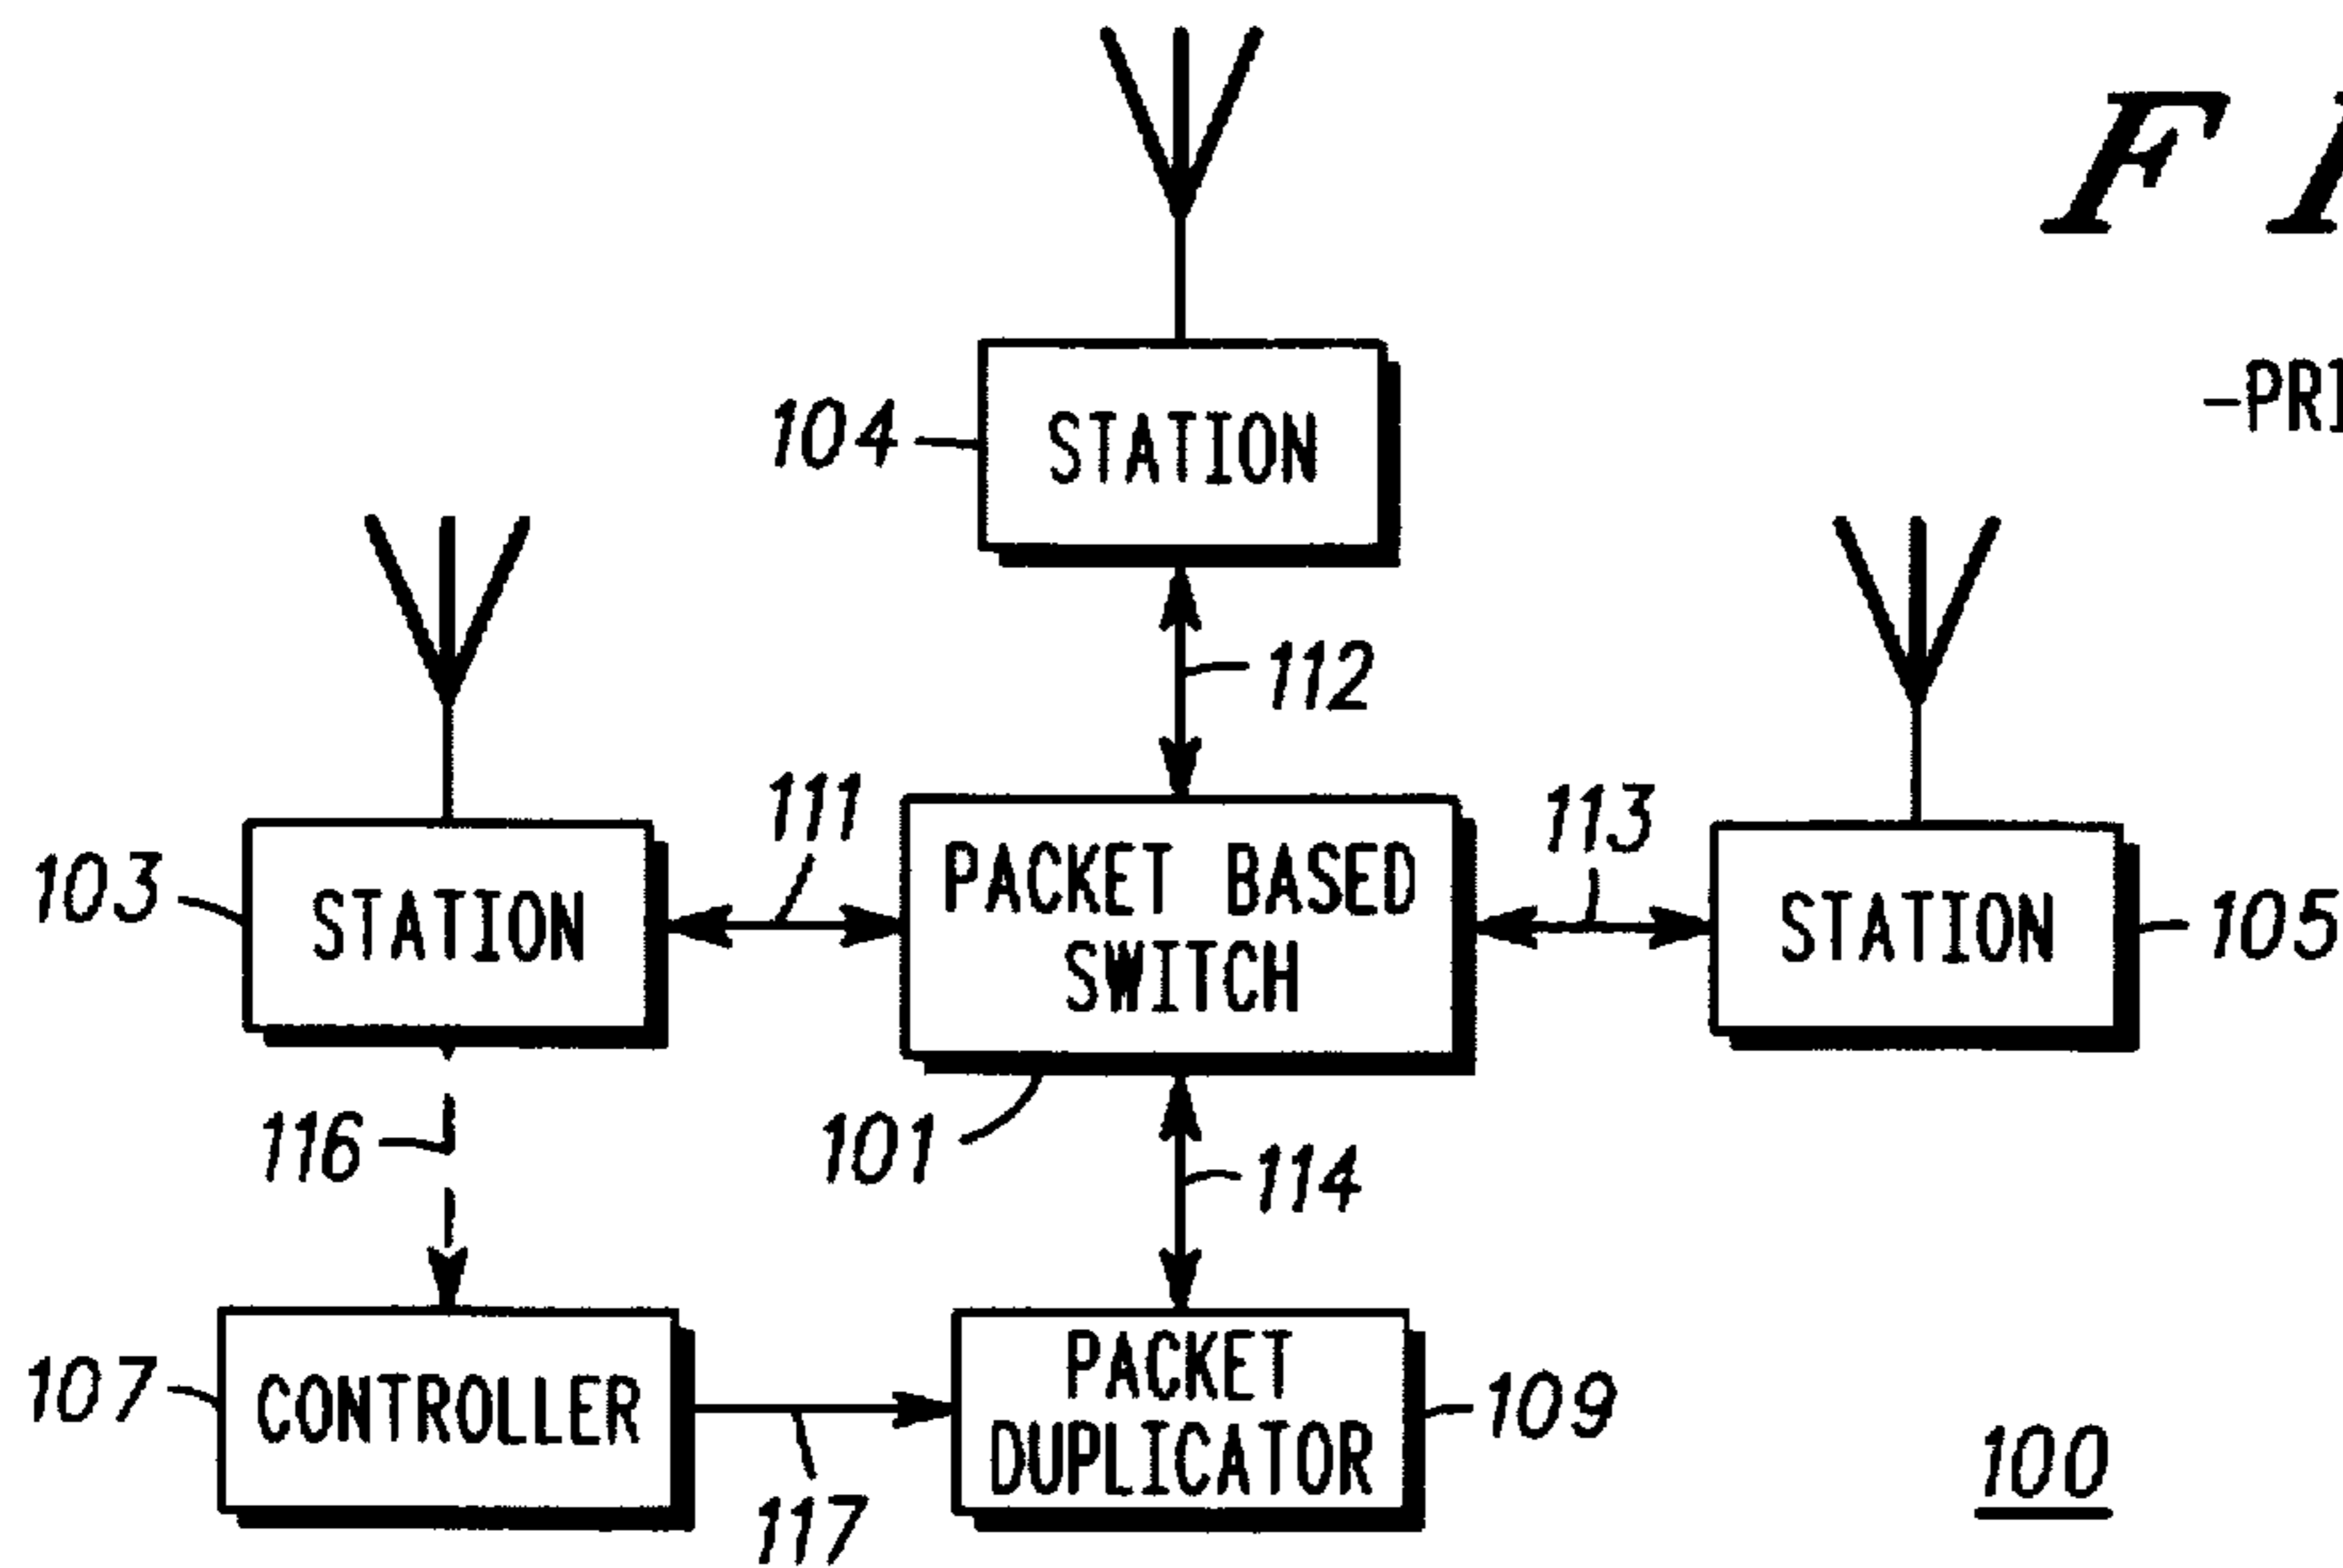 F
-PRI
104
STATION
112
111
113
103
STATION
PACKET BASED
SWITCH
STATION
105
116
101
114
107
CONTROLLER
PACKET
DUPLICATOR
109
117
100